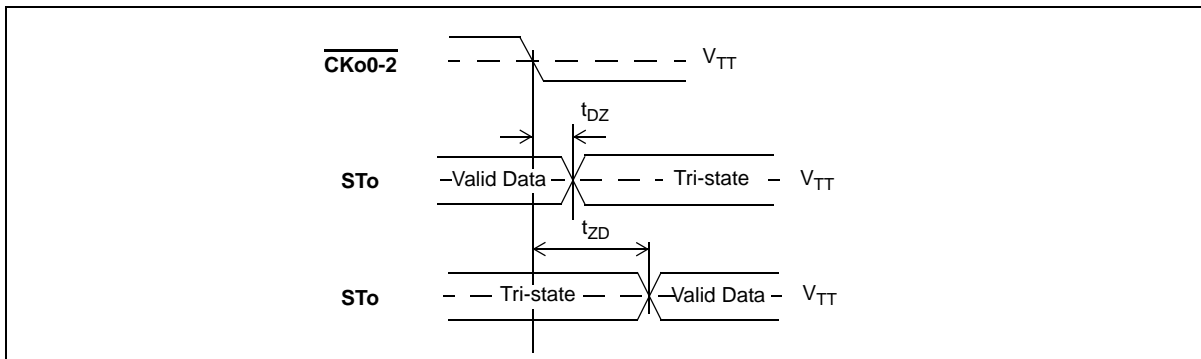 CKo0-2 VTT
tDZ
STo Valid Data Tri-state VTT
tZD
STo Tri-state Valid Data VTT